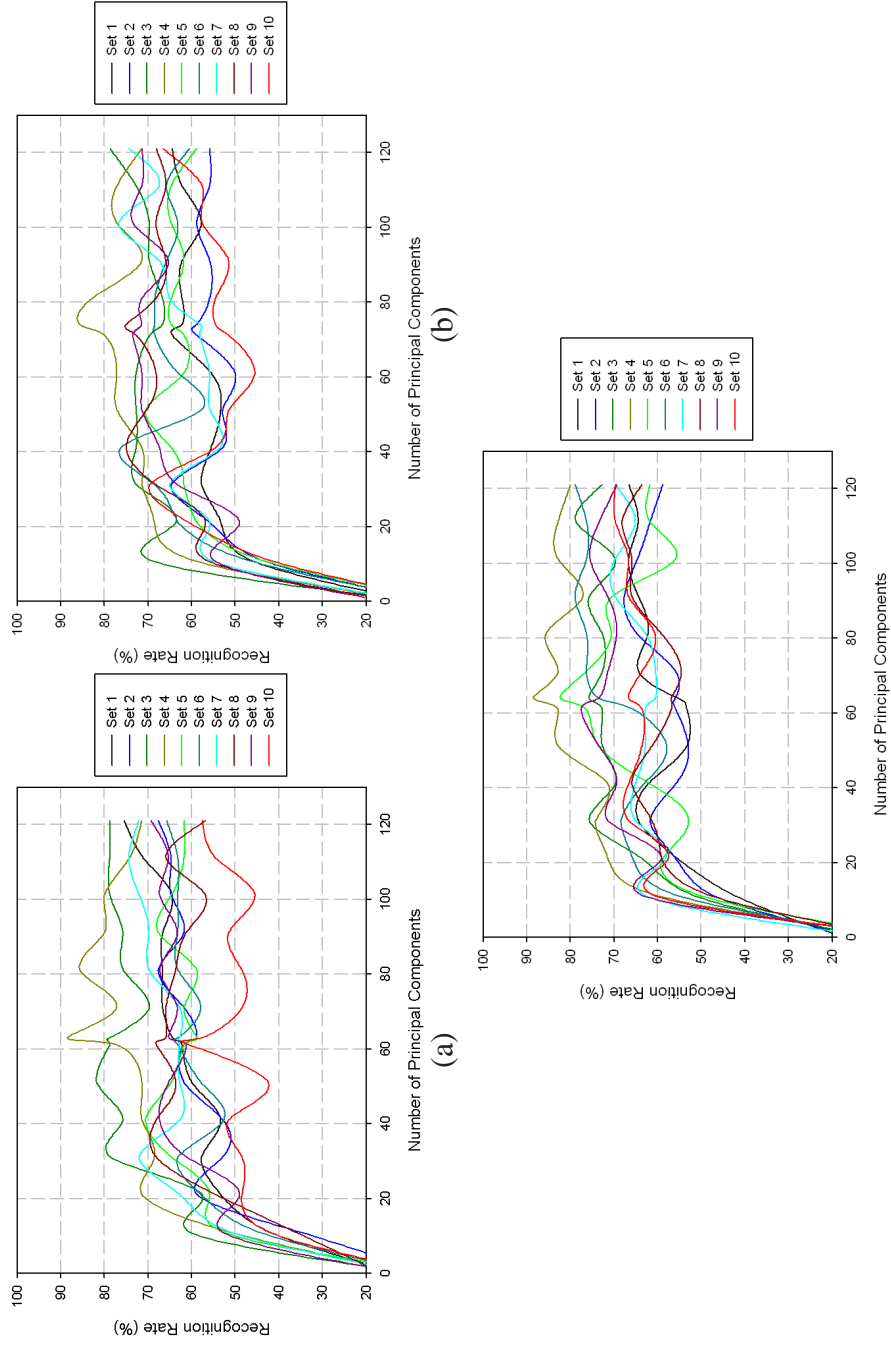 100
90
80
70
60
50
40
30
20
Recognition Rate (%)
0
20
40
60
80
100
120
Number of Principal Components
Set 1
Set 2
Set 3
Set 4
Set 5
Set 6
Set 7
Set 8
Set 9
Set 10
(a)
100
90
80
70
60
50
40
30
20
Recognition Rate (%)
0
20
40
60
80
100
120
Number of Principal Components
Set 1
Set 2
Set 3
Set 4
Set 5
Set 6
Set 7
Set 8
Set 9
Set 10
(b)
100
90
80
70
60
50
40
30
20
Recognition Rate (%)
0
20
40
60
80
100
120
Number of Principal Components
Set 1
Set 2
Set 3
Set 4
Set 5
Set 6
Set 7
Set 8
Set 9
Set 10